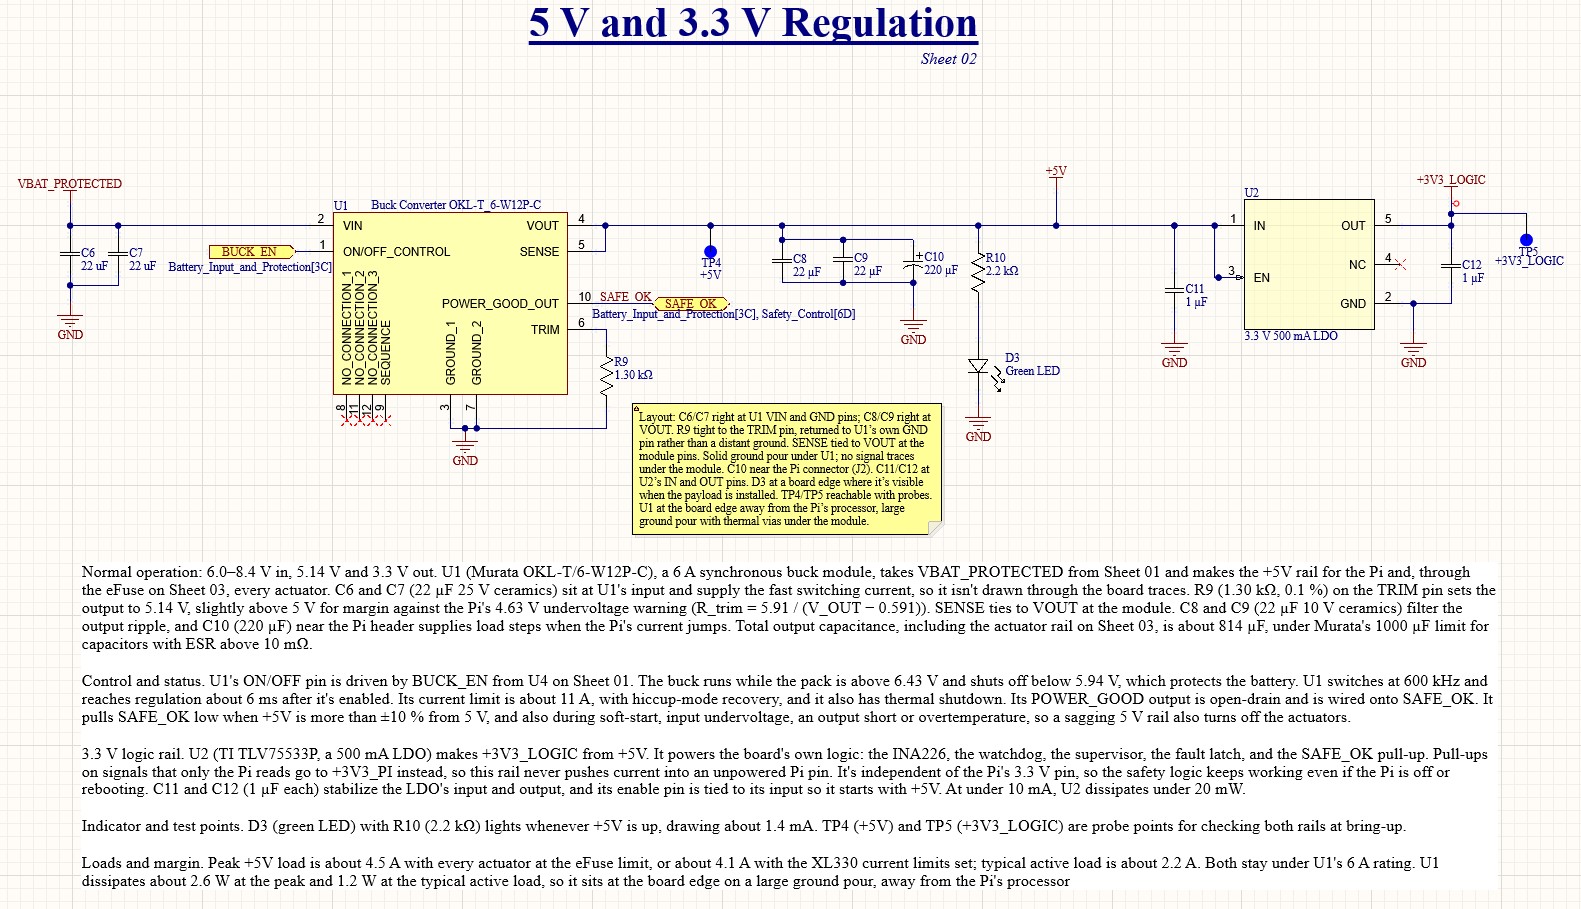 5 V and 3.3 V Regulation
Sheet 02
VBAT_PROTECTED
C6
22 uF
C7
22 uF
GND
BUCK_EN
Battery_Input_and_Protection[3C]
U1
Buck Converter OKL-T_6-W12P-C
2
VIN
1
ON/OFF_CONTROL
VOUT
4
SENSE
5
POWER_GOOD_OUT
10
TRIM
6
NO_CONNECTION_1
NO_CONNECTION_2
NO_CONNECTION_3
SEQUENCE
GROUND_1
GROUND_2
8
11
12
9
3
7
GND
SAFE_OK
SAFE_OK
Battery_Input_and_Protection[3C], Safety_Control[6D]
R9
1.30 kΩ
TP4
+5V
C8
22 µF
C9
22 µF
C10
220 µF
GND
R10
2.2 kΩ
D3
Green LED
GND
+5V
C11
1 µF
GND
U2
1
IN
3
EN
OUT
5
NC
4
GND
2
3.3 V 500 mA LDO
+3V3_LOGIC
C12
1 µF
GND
TP5
+3V3_LOGIC
Layout: C6/C7 right at U1 VIN and GND pins; C8/C9 right at
VOUT. R9 tight to the TRIM pin, returned to U1's own GND
pin rather than a distant ground. SENSE tied to VOUT at the
module pins. Solid ground pour under U1; no signal traces
under the module. C10 near the Pi connector (J2). C11/C12 at
U2's IN and OUT pins. D3 at a board edge where it's visible
when the payload is installed. TP4/TP5 reachable with probes.
U1 at the board edge away from the Pi's processor, large
ground pour with thermal vias under the module.
Normal operation: 6.0–8.4 V in, 5.14 V and 3.3 V out. U1 (Murata OKL-T/6-W12P-C), a 6 A synchronous buck module, takes VBAT_PROTECTED from Sheet 01 and makes the +5V rail for the Pi and, through
the eFuse on Sheet 03, every actuator. C6 and C7 (22 µF 25 V ceramics) sit at U1's input and supply the fast switching current, so it isn't drawn through the board traces. R9 (1.30 kΩ, 0.1 %) on the TRIM pin sets the
output to 5.14 V, slightly above 5 V for margin against the Pi's 4.63 V undervoltage warning (R_trim = 5.91 / (V_OUT − 0.591)). SENSE ties to VOUT at the module. C8 and C9 (22 µF 10 V ceramics) filter the
output ripple, and C10 (220 µF) near the Pi header supplies load steps when the Pi's current jumps. Total output capacitance, including the actuator rail on Sheet 03, is about 814 µF, under Murata's 1000 µF limit for
capacitors with ESR above 10 mΩ.
Control and status. U1's ON/OFF pin is driven by BUCK_EN from U4 on Sheet 01. The buck runs while the pack is above 6.43 V and shuts off below 5.94 V, which protects the battery. U1 switches at 600 kHz and
reaches regulation about 6 ms after it's enabled. Its current limit is about 11 A, with hiccup-mode recovery, and it also has thermal shutdown. Its POWER_GOOD output is open-drain and is wired onto SAFE_OK. It
pulls SAFE_OK low when +5V is more than ±10 % from 5 V, and also during soft-start, input undervoltage, an output short or overtemperature, so a sagging 5 V rail also turns off the actuators.
3.3 V logic rail. U2 (TI TLV75533P, a 500 mA LDO) makes +3V3_LOGIC from +5V. It powers the board's own logic: the INA226, the watchdog, the supervisor, the fault latch, and the SAFE_OK pull-up. Pull-ups
on signals that only the Pi reads go to +3V3_PI instead, so this rail never pushes current into an unpowered Pi pin. It's independent of the Pi's 3.3 V pin, so the safety logic keeps working even if the Pi is off or
rebooting. C11 and C12 (1 µF each) stabilize the LDO's input and output, and its enable pin is tied to its input so it starts with +5V. At under 10 mA, U2 dissipates under 20 mW.
Indicator and test points. D3 (green LED) with R10 (2.2 kΩ) lights whenever +5V is up, drawing about 1.4 mA. TP4 (+5V) and TP5 (+3V3_LOGIC) are probe points for checking both rails at bring-up.
Loads and margin. Peak +5V load is about 4.5 A with every actuator at the eFuse limit, or about 4.1 A with the XL330 current limits set; typical active load is about 2.2 A. Both stay under U1's 6 A rating. U1
dissipates about 2.6 W at the peak and 1.2 W at the typical active load, so it sits at the board edge on a large ground pour, away from the Pi's processor